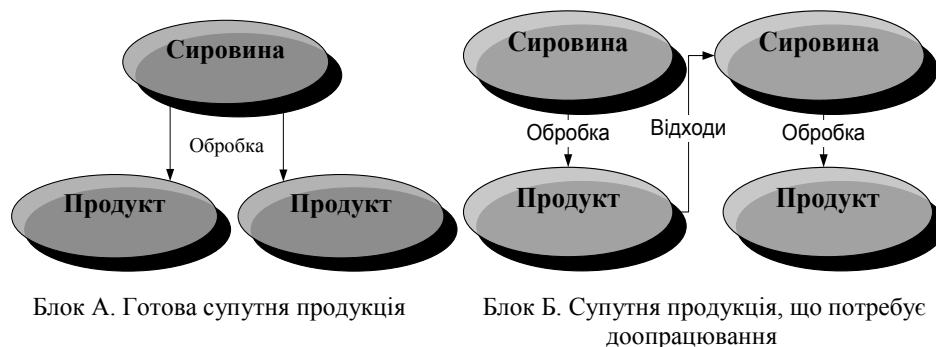 Сировина
Обробка
Продукт
Продукт
Блок А. Готова супутня продукція
Сировина
Обробка
Продукт
Відходи
Сировина
Обробка
Продукт
Блок Б. Супутня продукція, що потребує
доопрацювання